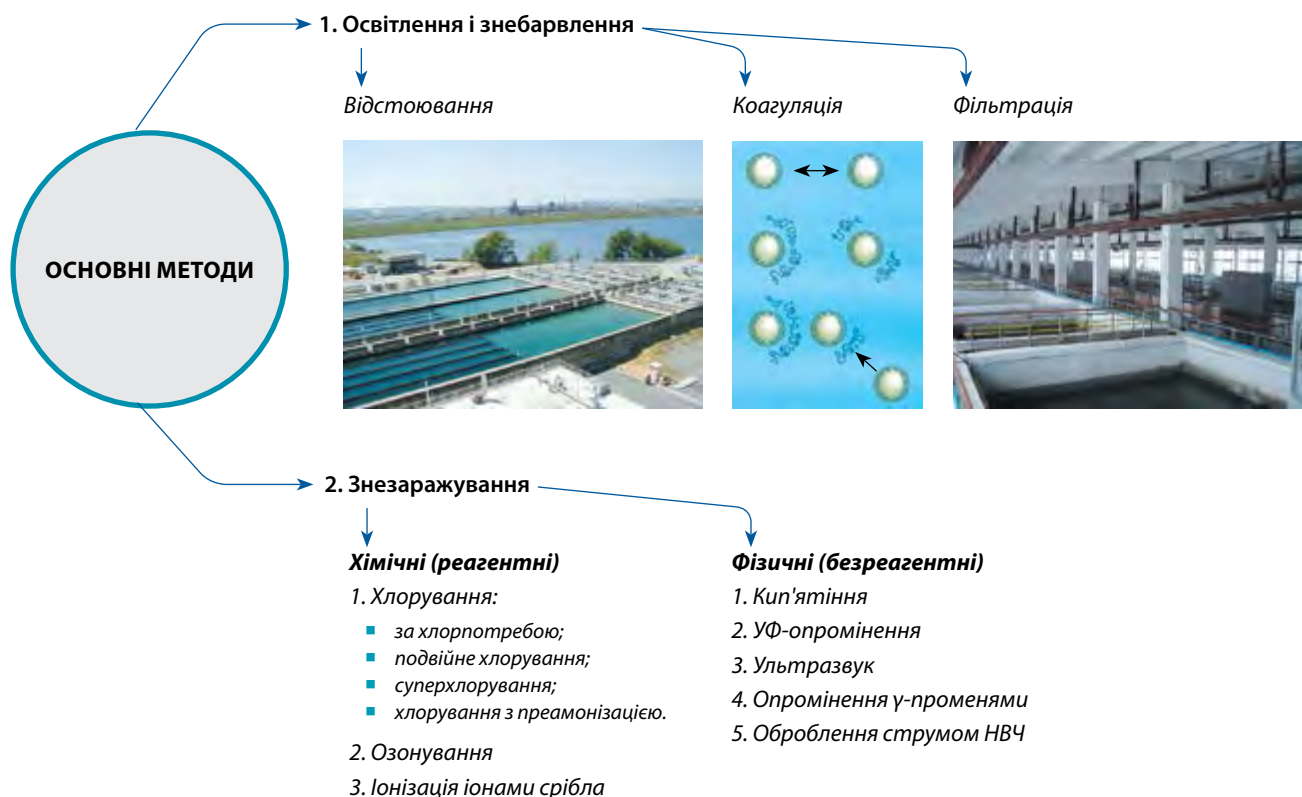 1. Освітлення і знебарвлення
Відстоювання
Коагуляція
Фільтрація
ОСНОВНІ МЕТОДИ
2. Знезаражування
Хімічні (реагентні)
1. Хлорування:
за хлорпотребою;
подвійне хлорування;
суперхлорування;
хлорування з преамонізацією.
2. Озонування
3. Іонізація іонами срібла
Фізичні (безреагентні)
1. Кип'ятіння
2. УФ-опромінення
3. Ультразвук
4. Опромінення γ-променями
5. Оброблення струмом НВЧ